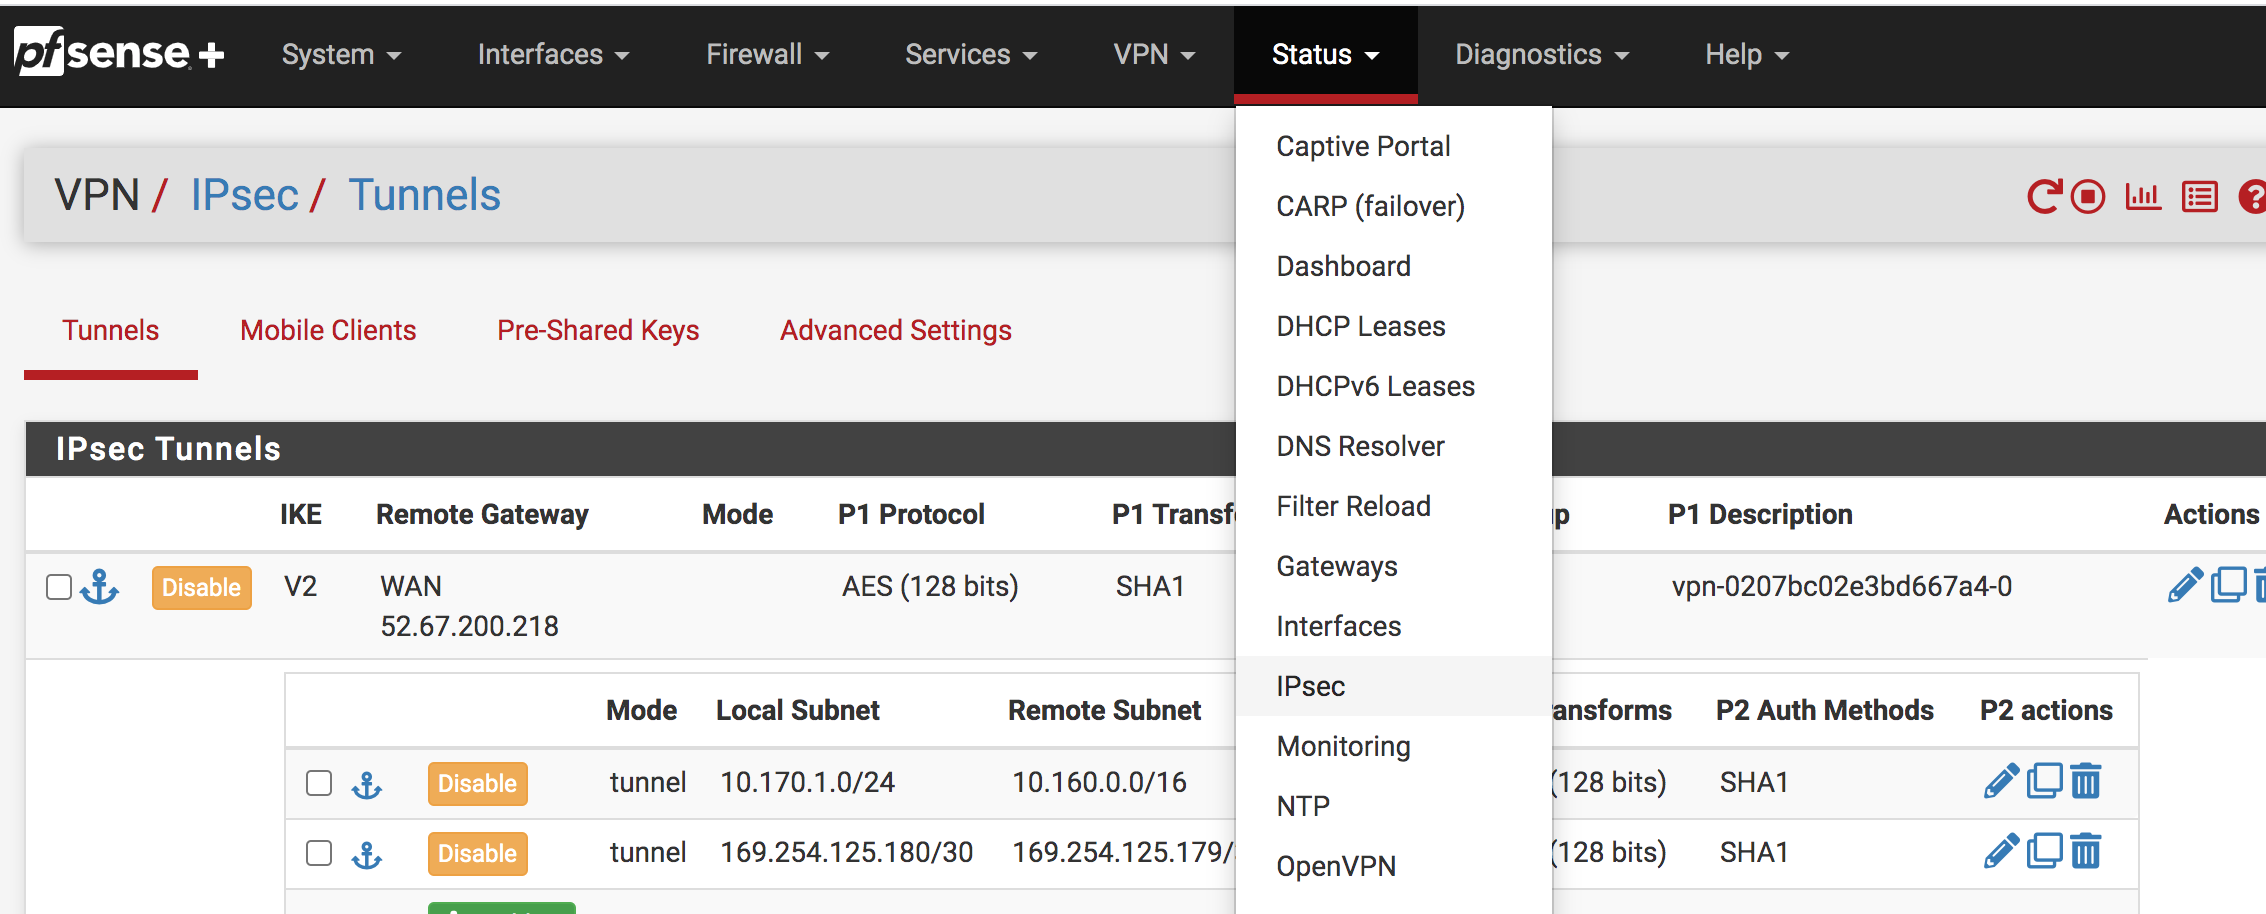 pfsense+ System Interfaces Firewall Services VPN Status Diagnostics Help
VPN / IPsec / Tunnels
Tunnels Mobile Clients Pre-Shared Keys Advanced Settings
Captive Portal
CARP (failover)
Dashboard
DHCP Leases
DHCPv6 Leases
DNS Resolver
Filter Reload
Gateways
Interfaces
IPsec
Monitoring
NTP
OpenVPN
IPsec Tunnels
IKE Remote Gateway Mode P1 Protocol P1 Transf P1 Description Actions
Disable V2 WAN AES (128 bits) SHA1 vpn-0207bc02e3bd667a4-0
52.67.200.218
Mode Local Subnet Remote Subnet ansforms P2 Auth Methods P2 actions
Disable tunnel 10.170.1.0/24 10.160.0.0/16 (128 bits) SHA1
Disable tunnel 169.254.125.180/30 169.254.125.179/ (128 bits) SHA1